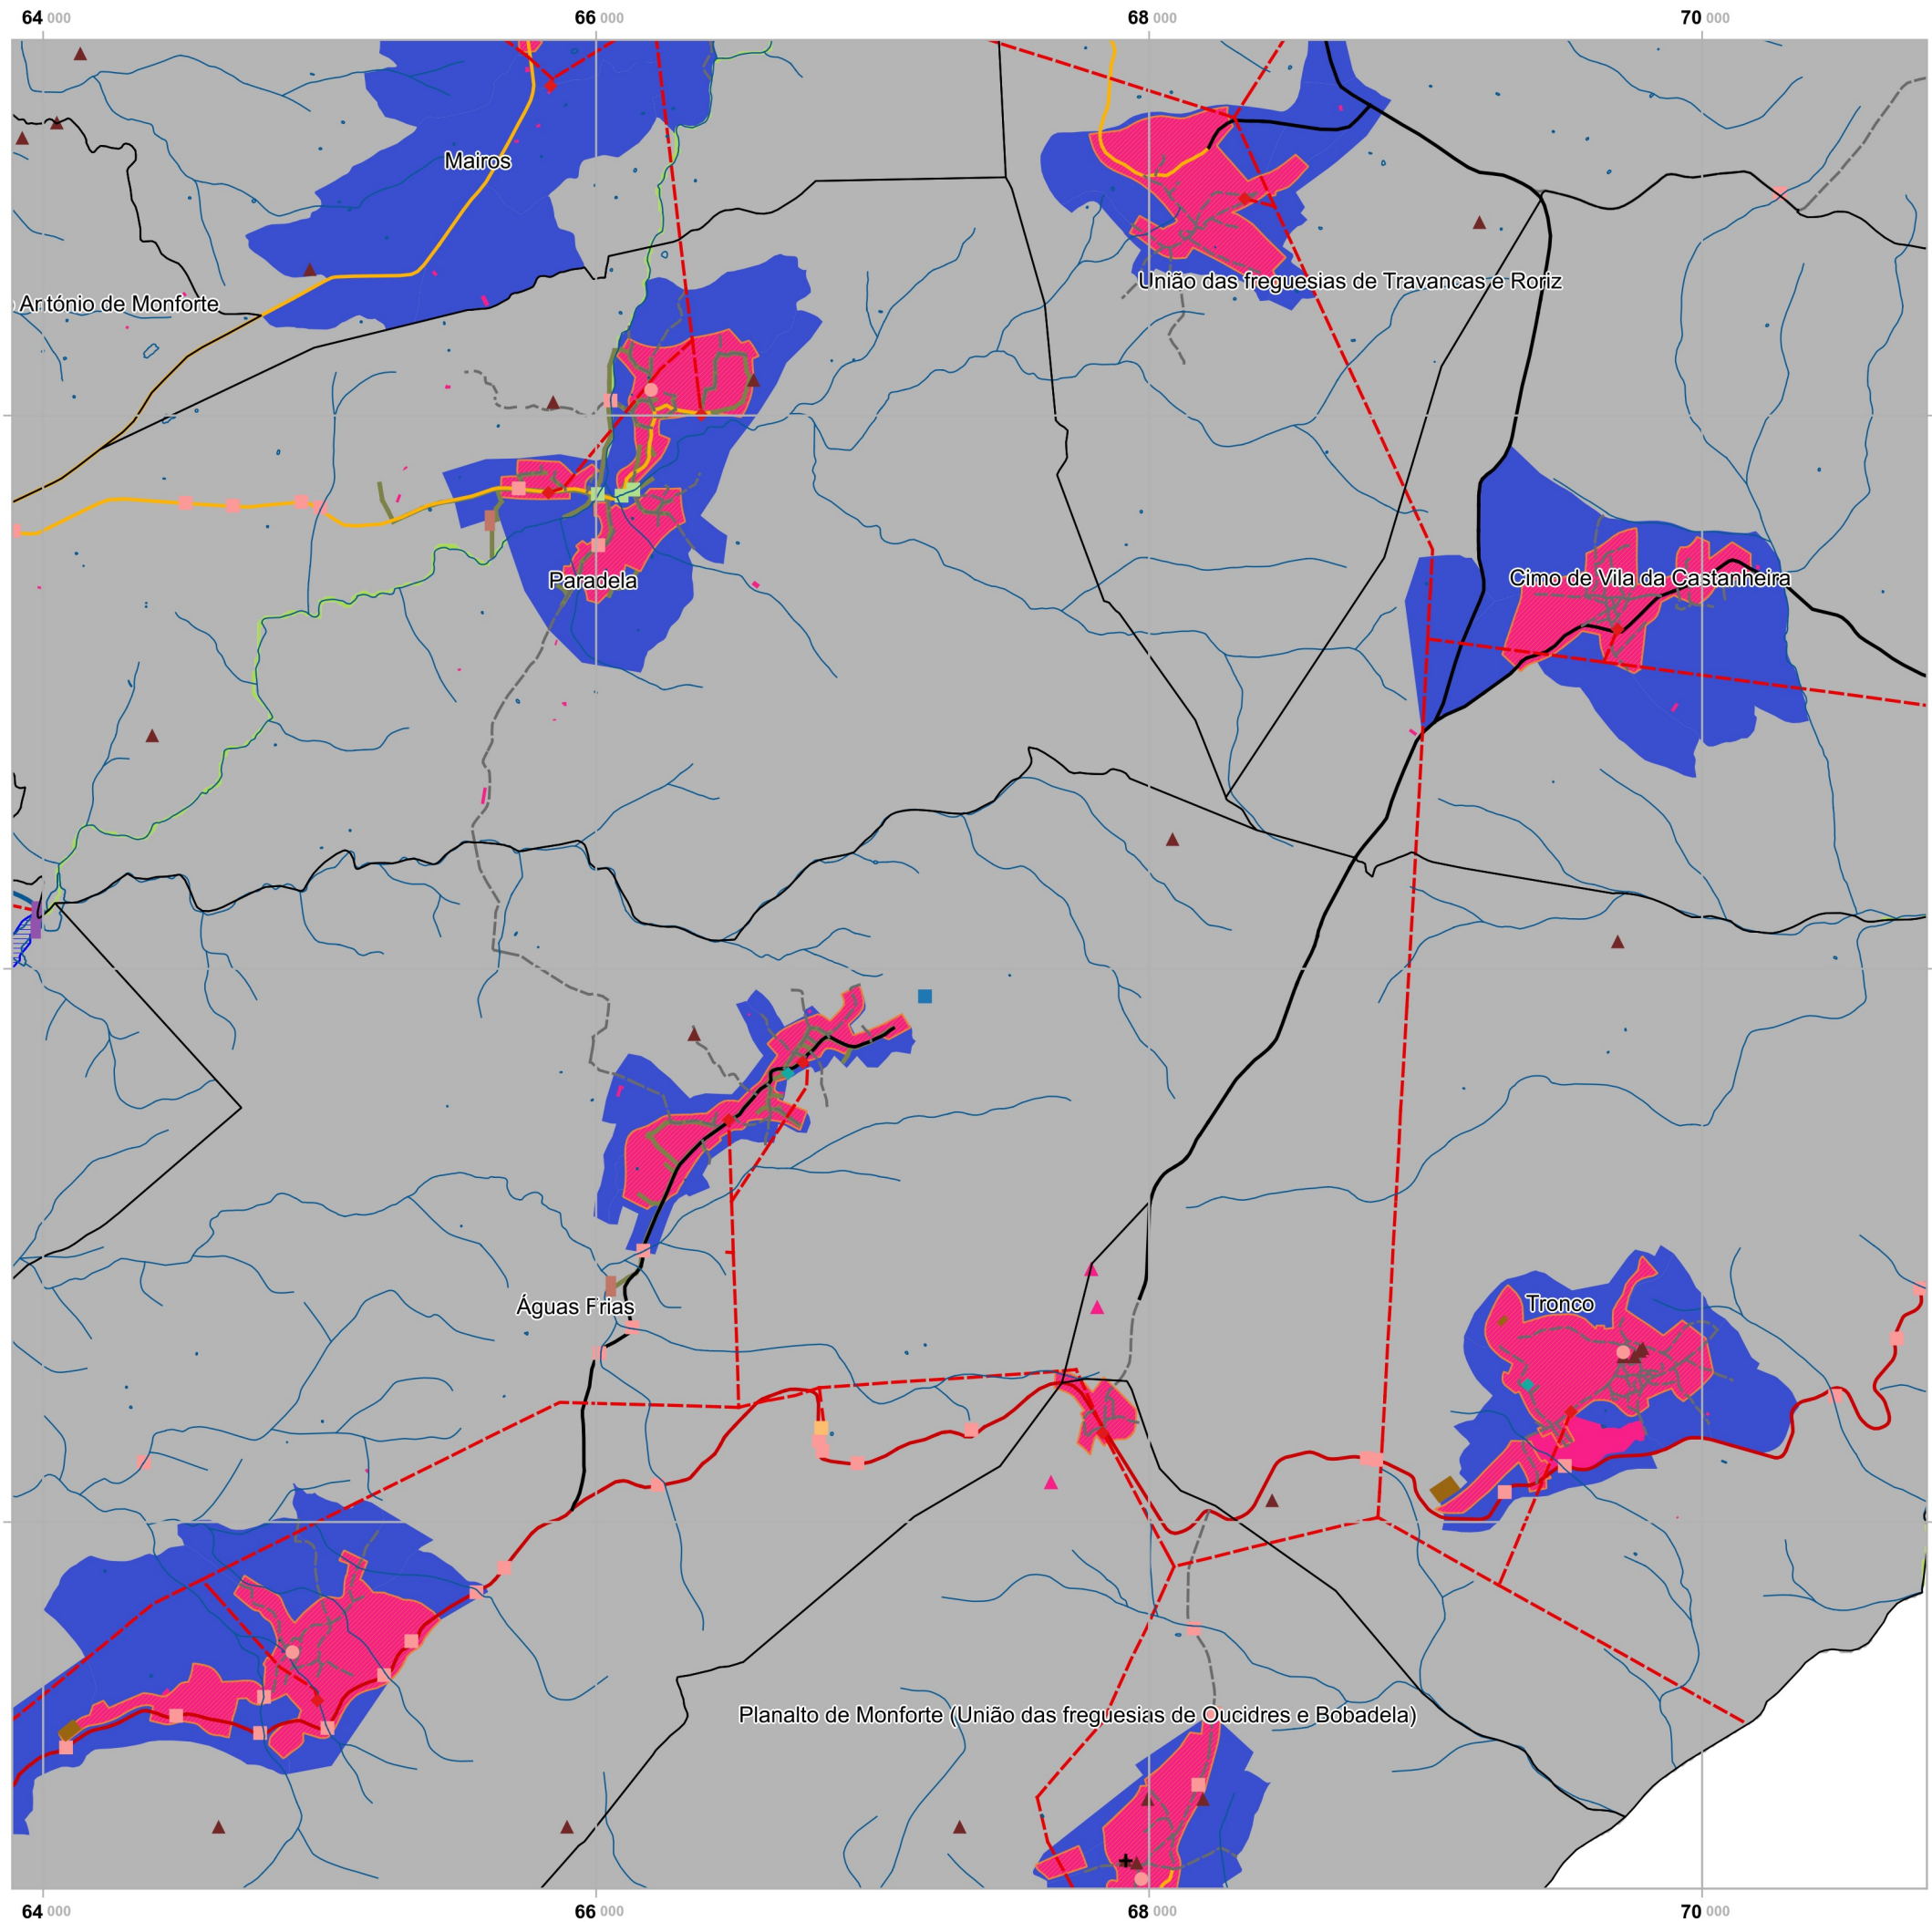 64 000 66 000 68 000 70 000
Mairos
União das freguesias de Travancas e Roriz
António de Monforte
Cimo de Vila da Castanheira
Paradela
Tronco
Águas Frias
Planalto de Monforte (União das freguesias de Oucidres e Bobadela)
64 000 66 000 68 000 70 000